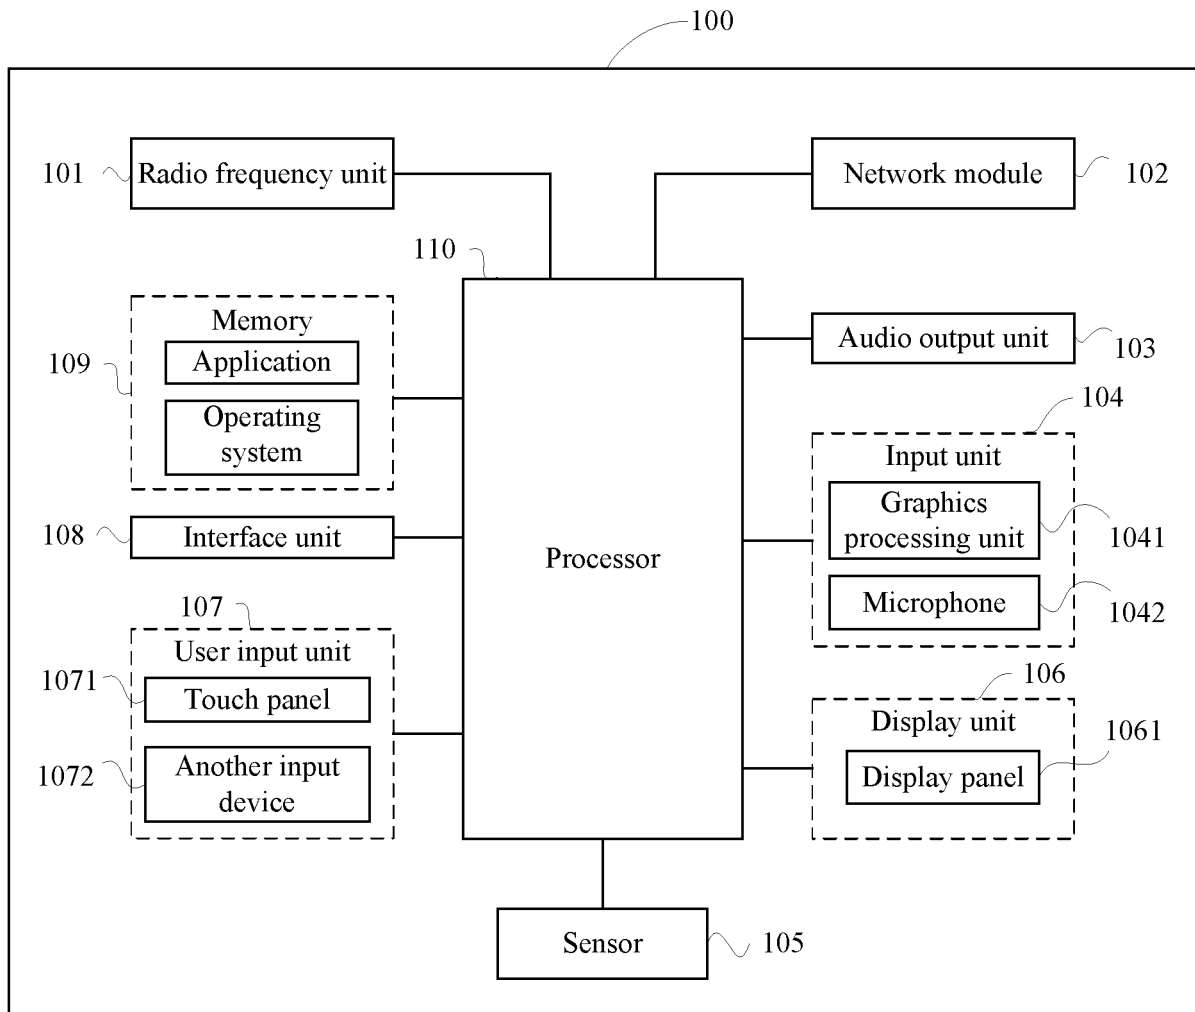 100
101
Radio frequency unit
Network module
102
110
Memory
Application
Operating
system
109
Audio output unit
103
104
Input unit
Graphics
processing unit
1041
Microphone
1042
108
Interface unit
Processor
107
User input unit
1071
Touch panel
1072
Another input
device
106
Display unit
1061
Display panel
Sensor
105